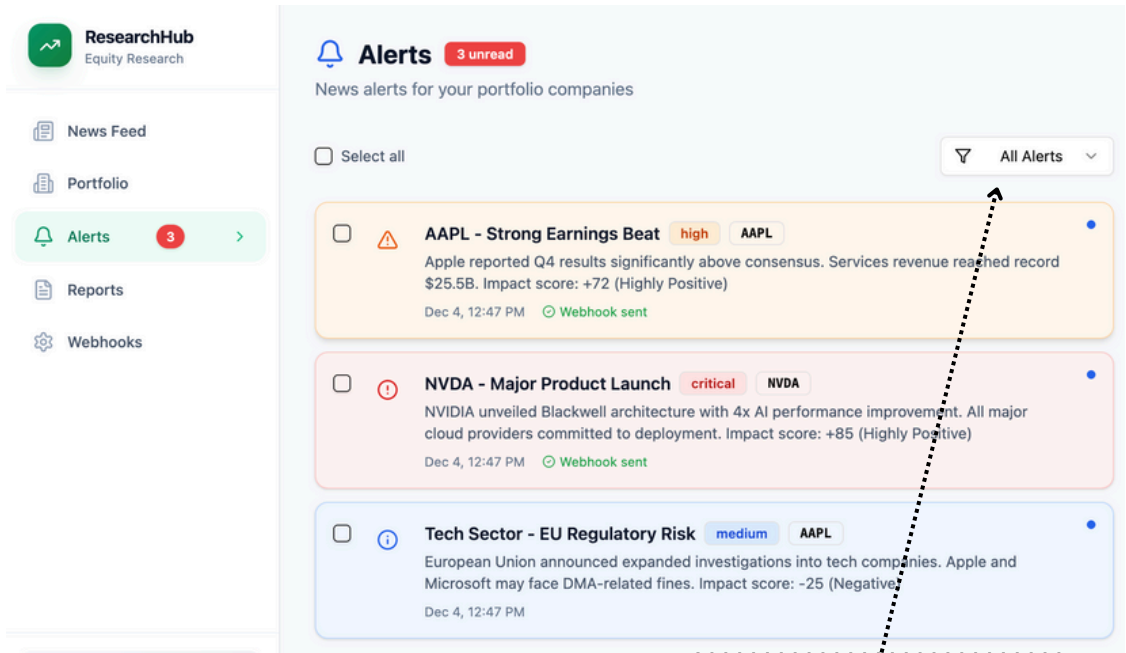 ResearchHub
Equity Research
News Feed
Portfolio
Alerts 3
Reports
Webhooks
Alerts 3 unread
News alerts for your portfolio companies
Select all
All Alerts
AAPL - Strong Earnings Beat high AAPL
Apple reported Q4 results significantly above consensus. Services revenue reached record
$25.5B. Impact score: +72 (Highly Positive)
Dec 4, 12:47 PM Webhook sent
NVDA - Major Product Launch critical NVDA
NVIDIA unveiled Blackwell architecture with 4x AI performance improvement. All major
cloud providers committed to deployment. Impact score: +85 (Highly Positive)
Dec 4, 12:47 PM Webhook sent
Tech Sector - EU Regulatory Risk medium AAPL
European Union announced expanded investigations into tech companies. Apple and
Microsoft may face DMA-related fines. Impact score: -25 (Negative)
Dec 4, 12:47 PM